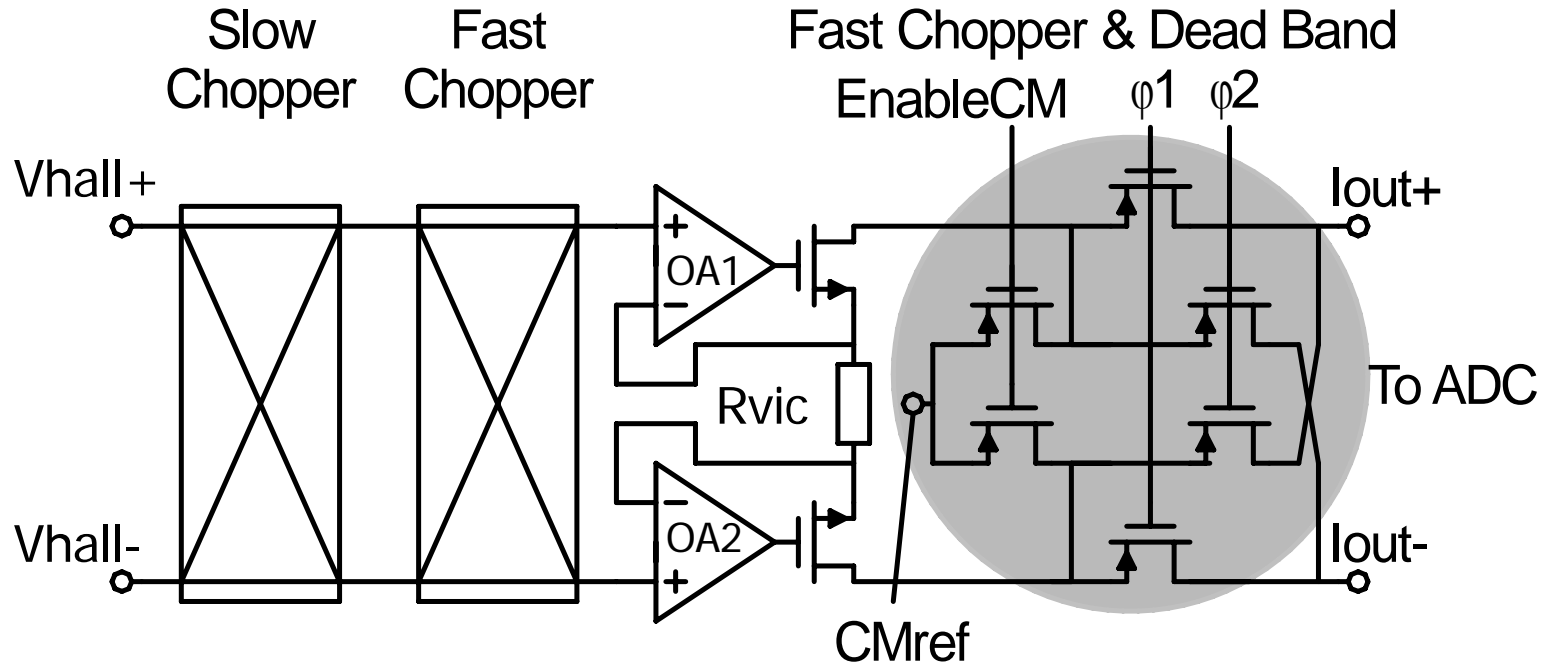 Slow
Chopper
Fast
Chopper
Fast Chopper & Dead Band
EnableCM
φ1
φ2
Vhall+
Iout+
+
OA1
−
Rvic
To ADC
−
OA2
+
Vhall-
Iout-
CMref